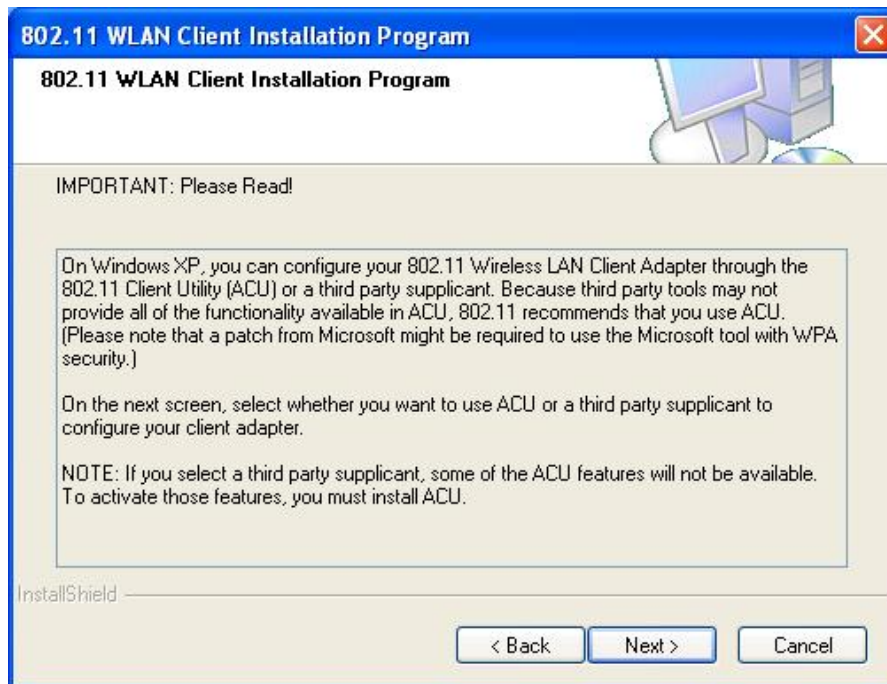 802.11 WLAN Client Installation Program
802.11 WLAN Client Installation Program
IMPORTANT: Please Read!
On Windows XP, you can configure your 802.11 Wireless LAN Client Adapter through the
802.11 Client Utility (ACU) or a third party supplicant. Because third party tools may not
provide all of the functionality available in ACU, 802.11 recommends that you use ACU.
(Please note that a patch from Microsoft might be required to use the Microsoft tool with WPA
security.)
On the next screen, select whether you want to use ACU or a third party supplicant to
configure your client adapter.
NOTE: If you select a third party supplicant, some of the ACU features will not be available.
To activate those features, you must install ACU.
InstallShield
< Back
Next >
Cancel